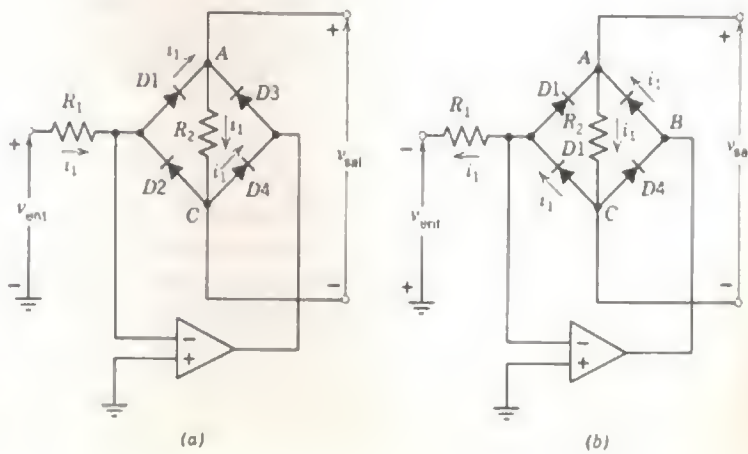 +
i₁
A
D1
D3
R₁
R₂
i₁
v_sal
+
i₁
i₁
v_ent
D2
D4
C
−
−
−
+
(a)
+
A
i₁
D1
R₁
R₂
B
−
i₁
i₁
D1
v_ent
i₁
D4
C
+
−
−
+
(b)